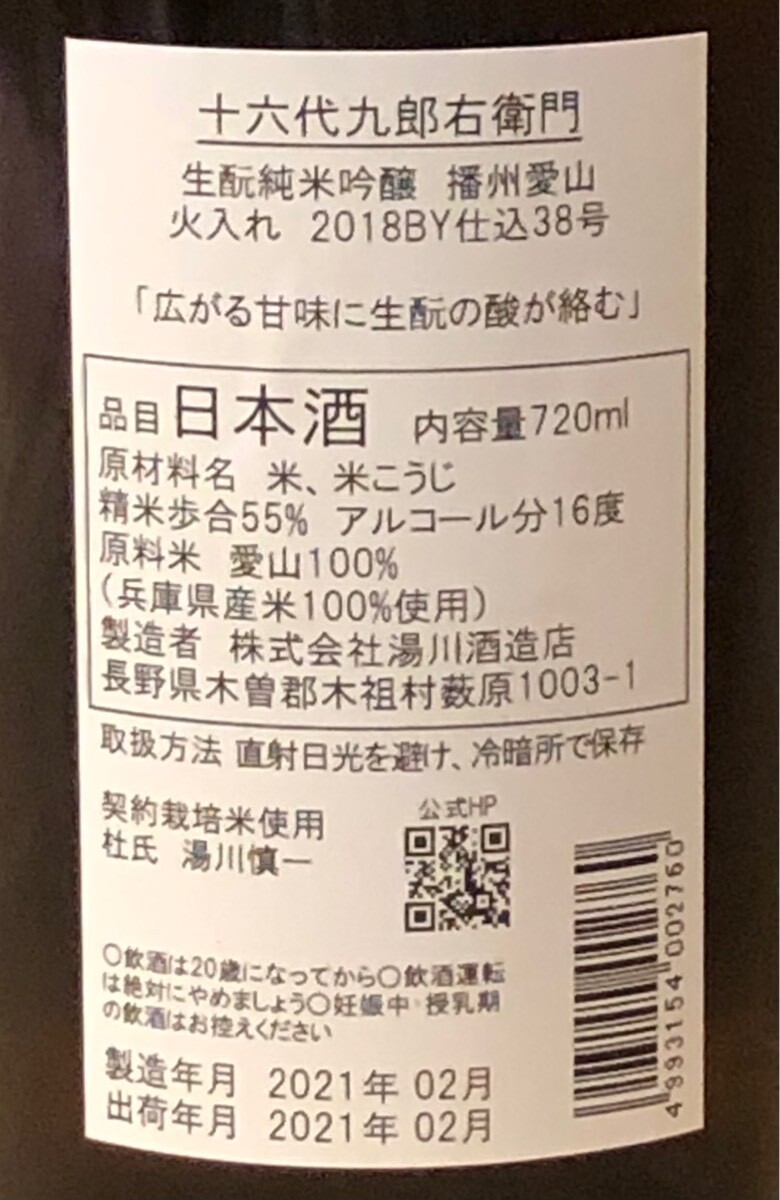 十六代九郎右衛門
生酛純米吟醸 播州愛山
火入れ 2018BY仕込38号
「広がる甘味に生酛の酸が絡む」
品目 日本酒 内容量720ml
原材料名 米、米こうじ
精米歩合55% アルコール分16度
原料米 愛山100%
(兵庫県産米100%使用)
製造者 株式会社湯川酒造店
長野県木曽郡木祖村薮原1003-1
取扱方法 直射日光を避け、冷暗所で保存
契約栽培米使用
杜氏 湯川慎一
公式HP
○飲酒は20歳になってから○飲酒運転
は絶対にやめましょう○妊娠中・授乳期
の飲酒はお控えください
製造年月 2021年 02月
出荷年月 2021年 02月
4993154002760